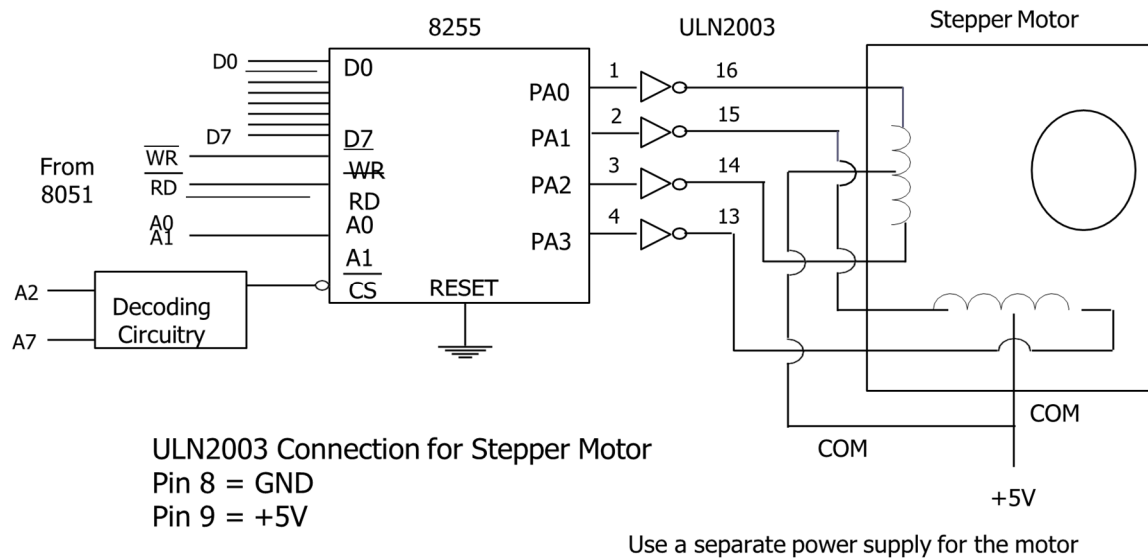 8255
ULN2003
Stepper Motor
D0
D0
D7
D7
From
8051
WR
WR
RD
RD
A0
A0
A1
A1
CS
RESET
A2
A7
Decoding
Circuitry
PA0
PA1
PA2
PA3
1
16
2
15
3
14
4
13
COM
COM
+5V
ULN2003 Connection for Stepper Motor
Pin 8 = GND
Pin 9 = +5V
Use a separate power supply for the motor